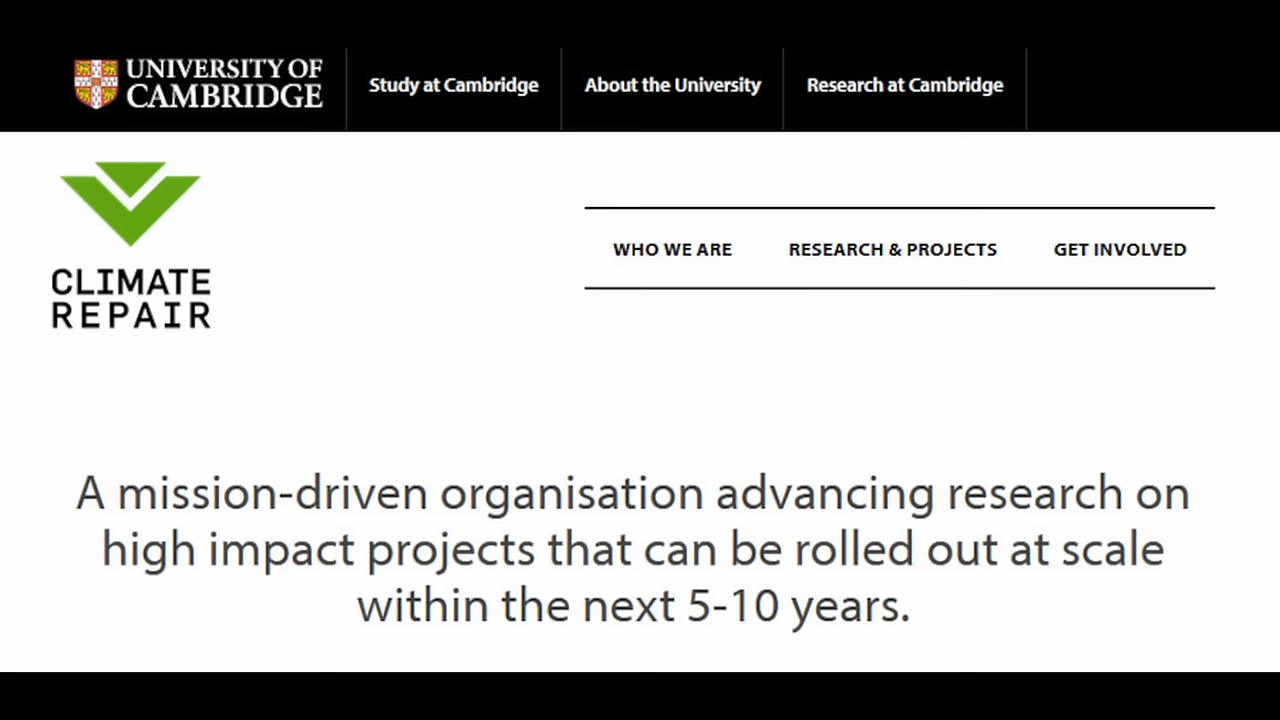 UNIVERSITY OF
CAMBRIDGE
Study at Cambridge
About the University
Research at Cambridge
CLIMATE
REPAIR
WHO WE ARE
RESEARCH & PROJECTS
GET INVOLVED
A mission-driven organisation advancing research on
high impact projects that can be rolled out at scale
within the next 5-10 years.